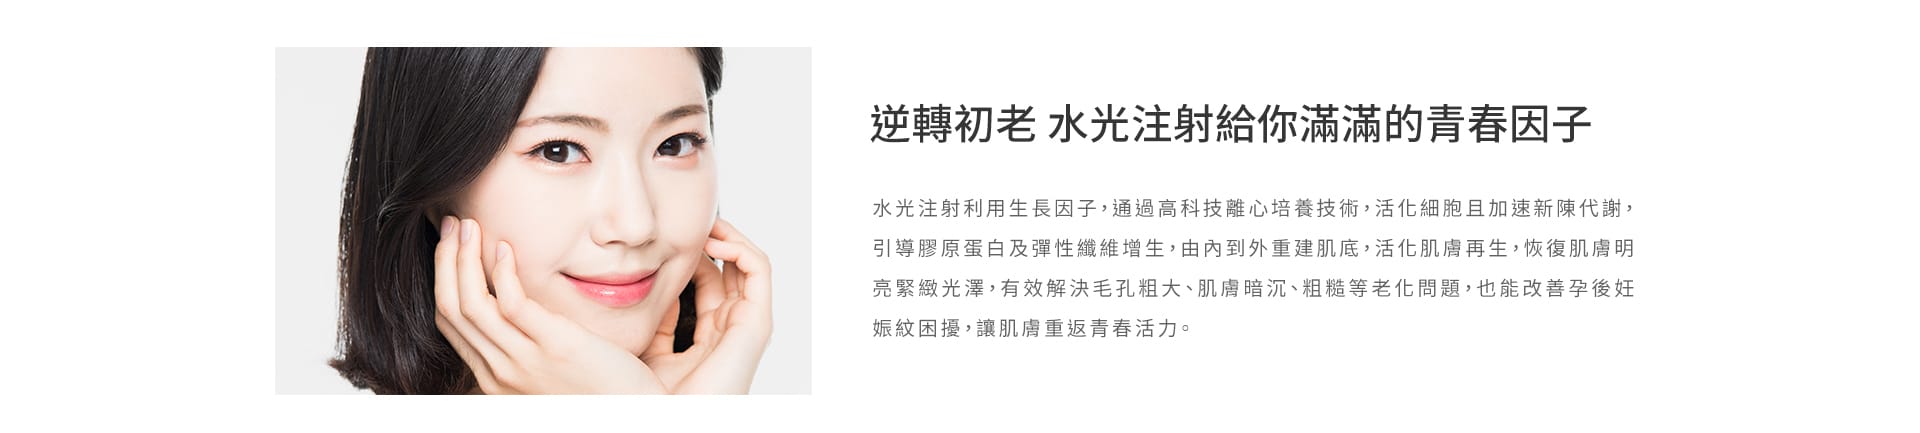 逆轉初老 水光注射給你滿滿的青春因子
水光注射利用生長因子，通過高科技離心培養技術，活化細胞且加速新陳代謝，
引導膠原蛋白及彈性纖維增生，由內到外重建肌底，活化肌膚再生，恢復肌膚明
亮緊緻光澤，有效解決毛孔粗大、肌膚暗沉、粗糙等老化問題，也能改善孕後妊
娠紋困擾，讓肌膚重返青春活力。